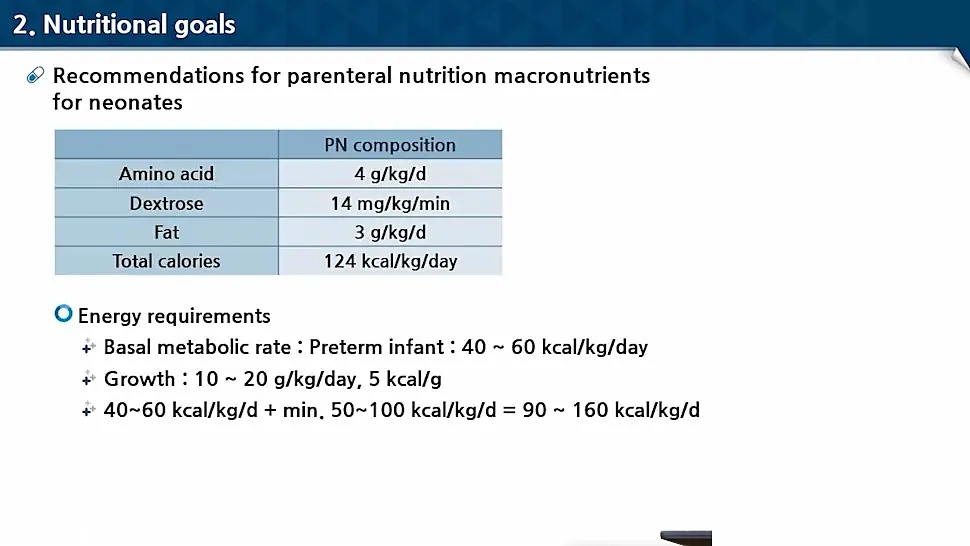 2. Nutritional goals
Recommendations for parenteral nutrition macronutrients
for neonates
PN composition
Amino acid 4 g/kg/d
Dextrose 14 mg/kg/min
Fat 3 g/kg/d
Total calories 124 kcal/kg/day
Energy requirements
Basal metabolic rate : Preterm infant : 40 ~ 60 kcal/kg/day
Growth : 10 ~ 20 g/kg/day, 5 kcal/g
40~60 kcal/kg/d + min. 50~100 kcal/kg/d = 90 ~ 160 kcal/kg/d